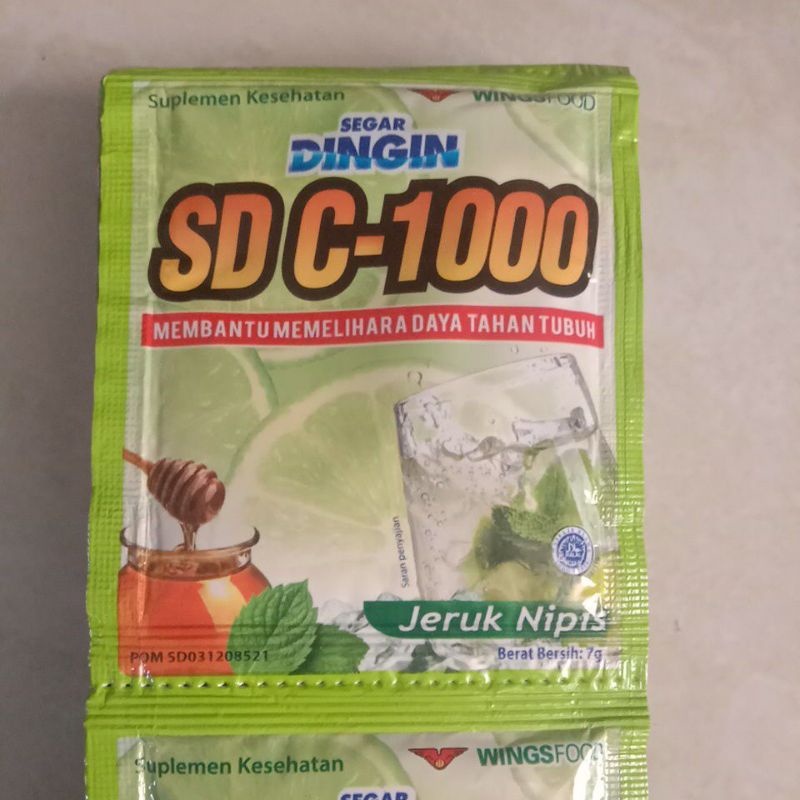 Suplemen Kesehatan
WINGSFOOD
SEGAR
DINGIN
SD C-1000
MEMBANTU MEMELIHARA DAYA TAHAN TUBUH
Saran penyajian
Jeruk Nipis
POM SD031208521
Berat Bersih: 7g
Suplemen Kesehatan
WINGSFOOD
SEGAR